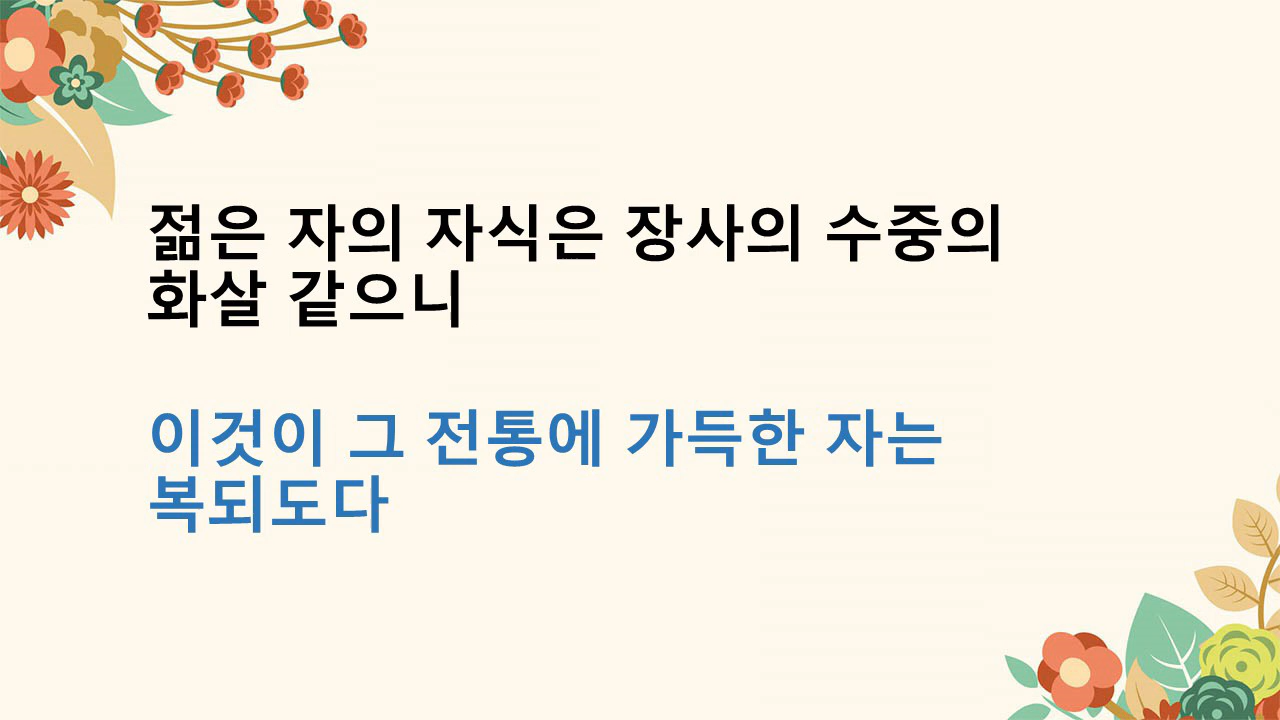 젊은 자의 자식은 장사의 수중의
화살 같으니
이것이 그 전통에 가득한 자는
복되도다